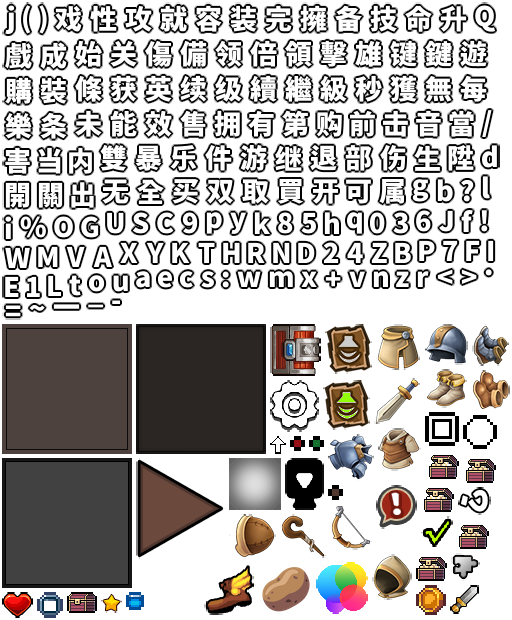 j()戏性攻就容装完擁备技命升Q
戲成始关傷備领倍領擊雄键鍵遊
購裝條获英续级續繼級秒獲無每
樂条未能效售拥有第购前击音當/
害当内雙暴乐件游继退部伤生陞d
開關出无全买双取買开可属gb?l
i%OGUSC9pyk85hq036Jf!
WMVAXYKTHRND24ZBP7FI
E1Ltouaecs:wmx+vnzr<>·
=~—–-